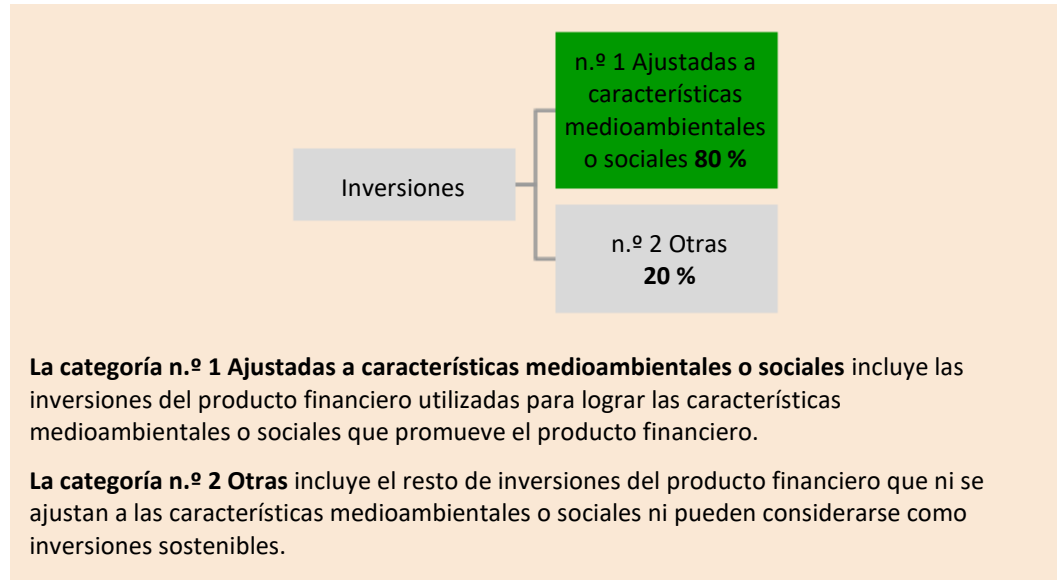 n.º 1 Ajustadas a
características
medioambientales
o sociales 80 %
Inversiones
n.º 2 Otras
20 %
La categoría n.º 1 Ajustadas a características medioambientales o sociales incluye las
inversiones del producto financiero utilizadas para lograr las características
medioambientales o sociales que promueve el producto financiero.
La categoría n.º 2 Otras incluye el resto de inversiones del producto financiero que ni se
ajustan a las características medioambientales o sociales ni pueden considerarse como
inversiones sostenibles.